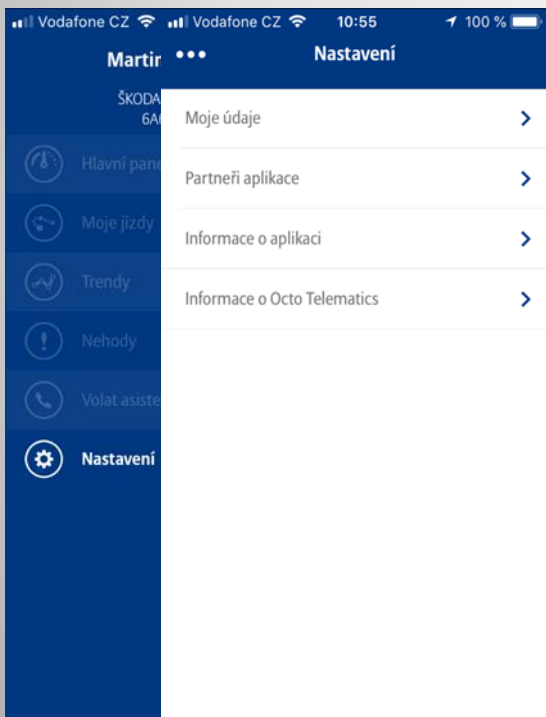 Vodafone CZ
Martin
ŠKODA
6A
Hlavní pane
Moje jízdy
Trendy
Nehody
Volat asiste
Nastavení
Vodafone CZ 10:55 100 %
Nastavení
Moje údaje
Partneři aplikace
Informace o aplikaci
Informace o Octo Telematics